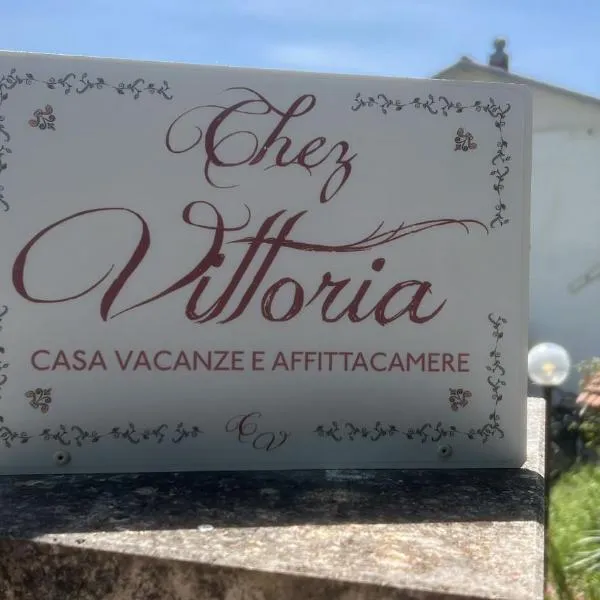 Chez
Vittoria
CASA VACANZE E AFFITTACAMERE
CV